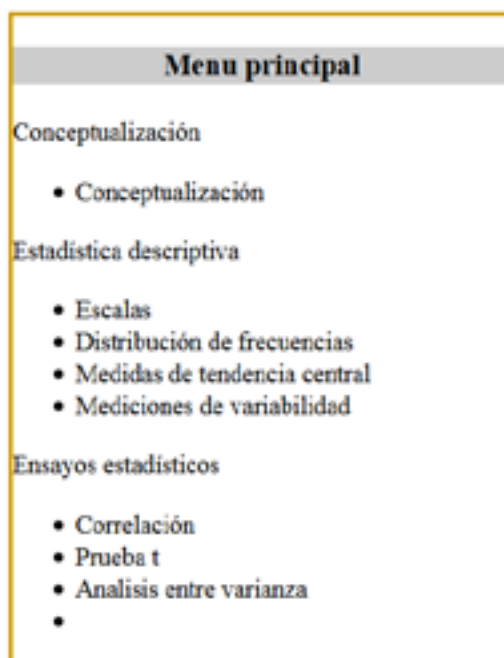 Menu principal
Conceptualización
• Conceptualización
Estadística descriptiva
• Escalas
• Distribución de frecuencias
• Medidas de tendencia central
• Mediciones de variabilidad
Ensayos estadísticos
• Correlación
• Prueba t
• Analisis entre varianza
•